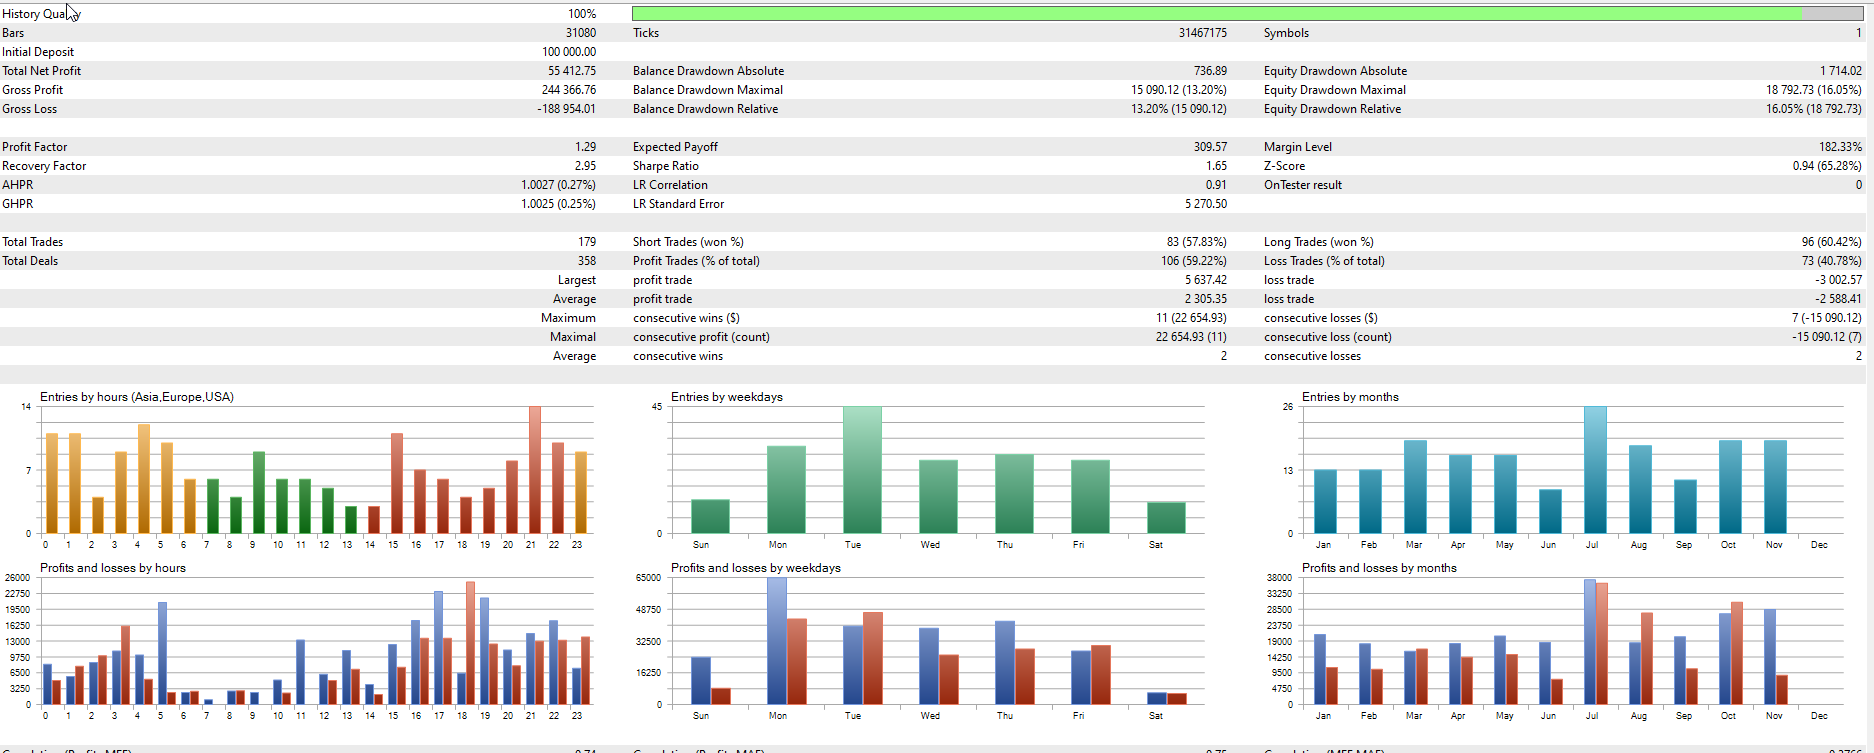 History Quality 100%
Bars 31080 Ticks 31467175 Symbols 1
Initial Deposit 100 000.00
Total Net Profit 55 412.75 Balance Drawdown Absolute 736.89 Equity Drawdown Absolute 1 714.02
Gross Profit 244 366.76 Balance Drawdown Maximal 15 090.12 (13.20%) Equity Drawdown Maximal 18 792.73 (16.05%)
Gross Loss -188 954.01 Balance Drawdown Relative 13.20% (15 090.12) Equity Drawdown Relative 16.05% (18 792.73)
Profit Factor 1.29 Expected Payoff 309.57 Margin Level 182.33%
Recovery Factor 2.95 Sharpe Ratio 1.65 Z-Score 0.94 (65.28%)
AHPR 1.0027 (0.27%) LR Correlation 0.91 OnTester result 0
GHPR 1.0025 (0.25%) LR Standard Error 5 270.50
Total Trades 179 Short Trades (won %) 83 (57.83%) Long Trades (won %) 96 (60.42%)
Total Deals 358 Profit Trades (% of total) 106 (59.22%) Loss Trades (% of total) 73 (40.78%)
Largest profit trade 5 637.42 loss trade -3 002.57
Average profit trade 2 305.35 loss trade -2 588.41
Maximum consecutive wins ($) 11 (22 654.93) consecutive losses ($) 7 (-15 090.12)
Maximal consecutive profit (count) 22 654.93 (11) consecutive loss (count) -15 090.12 (7)
Average consecutive wins 2 consecutive losses 2
Entries by hours (Asia,Europe,USA)
14
7
0
0 1 2 3 4 5 6 7 8 9 10 11 12 13 14 15 16 17 18 19 20 21 22 23
Entries by weekdays
45
0
Sun Mon Tue Wed Thu Fri Sat
Entries by months
26
13
0
Jan Feb Mar Apr May Jun Jul Aug Sep Oct Nov Dec
Profits and losses by hours
26000
22750
19500
16250
13000
9750
6500
3250
0
0 1 2 3 4 5 6 7 8 9 10 11 12 13 14 15 16 17 18 19 20 21 22 23
Profits and losses by weekdays
65000
48750
32500
16250
0
Sun Mon Tue Wed Thu Fri Sat
Profits and losses by months
38000
33250
28500
23750
19000
14250
9500
4750
0
Jan Feb Mar Apr May Jun Jul Aug Sep Oct Nov Dec